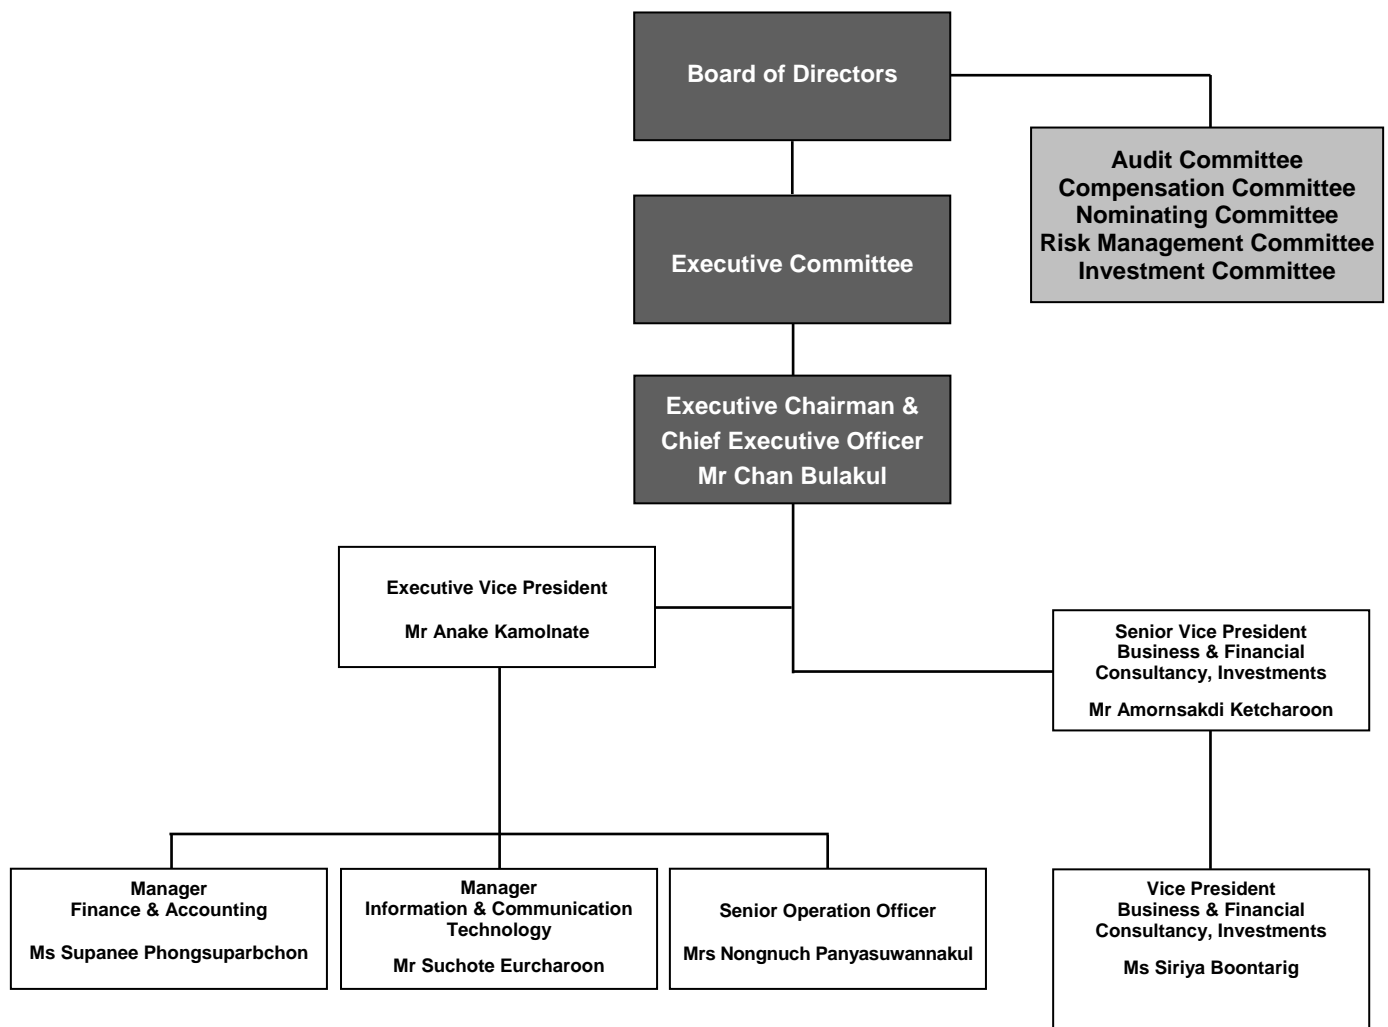 Board of Directors
Audit Committee
Compensation Committee
Nominating Committee
Risk Management Committee
Investment Committee
Executive Committee
Executive Chairman &
Chief Executive Officer
Mr Chan Bulakul
Executive Vice President
Mr Anake Kamolnate
Senior Vice President
Business & Financial
Consultancy, Investments
Mr Amornsakdi Ketcharoon
Manager
Finance & Accounting
Ms Supanee Phongsuparbchon
Manager
Information & Communication
Technology
Mr Suchote Eurcharoon
Senior Operation Officer
Mrs Nongnuch Panyasuwannakul
Vice President
Business & Financial
Consultancy, Investments
Ms Siriya Boontarig